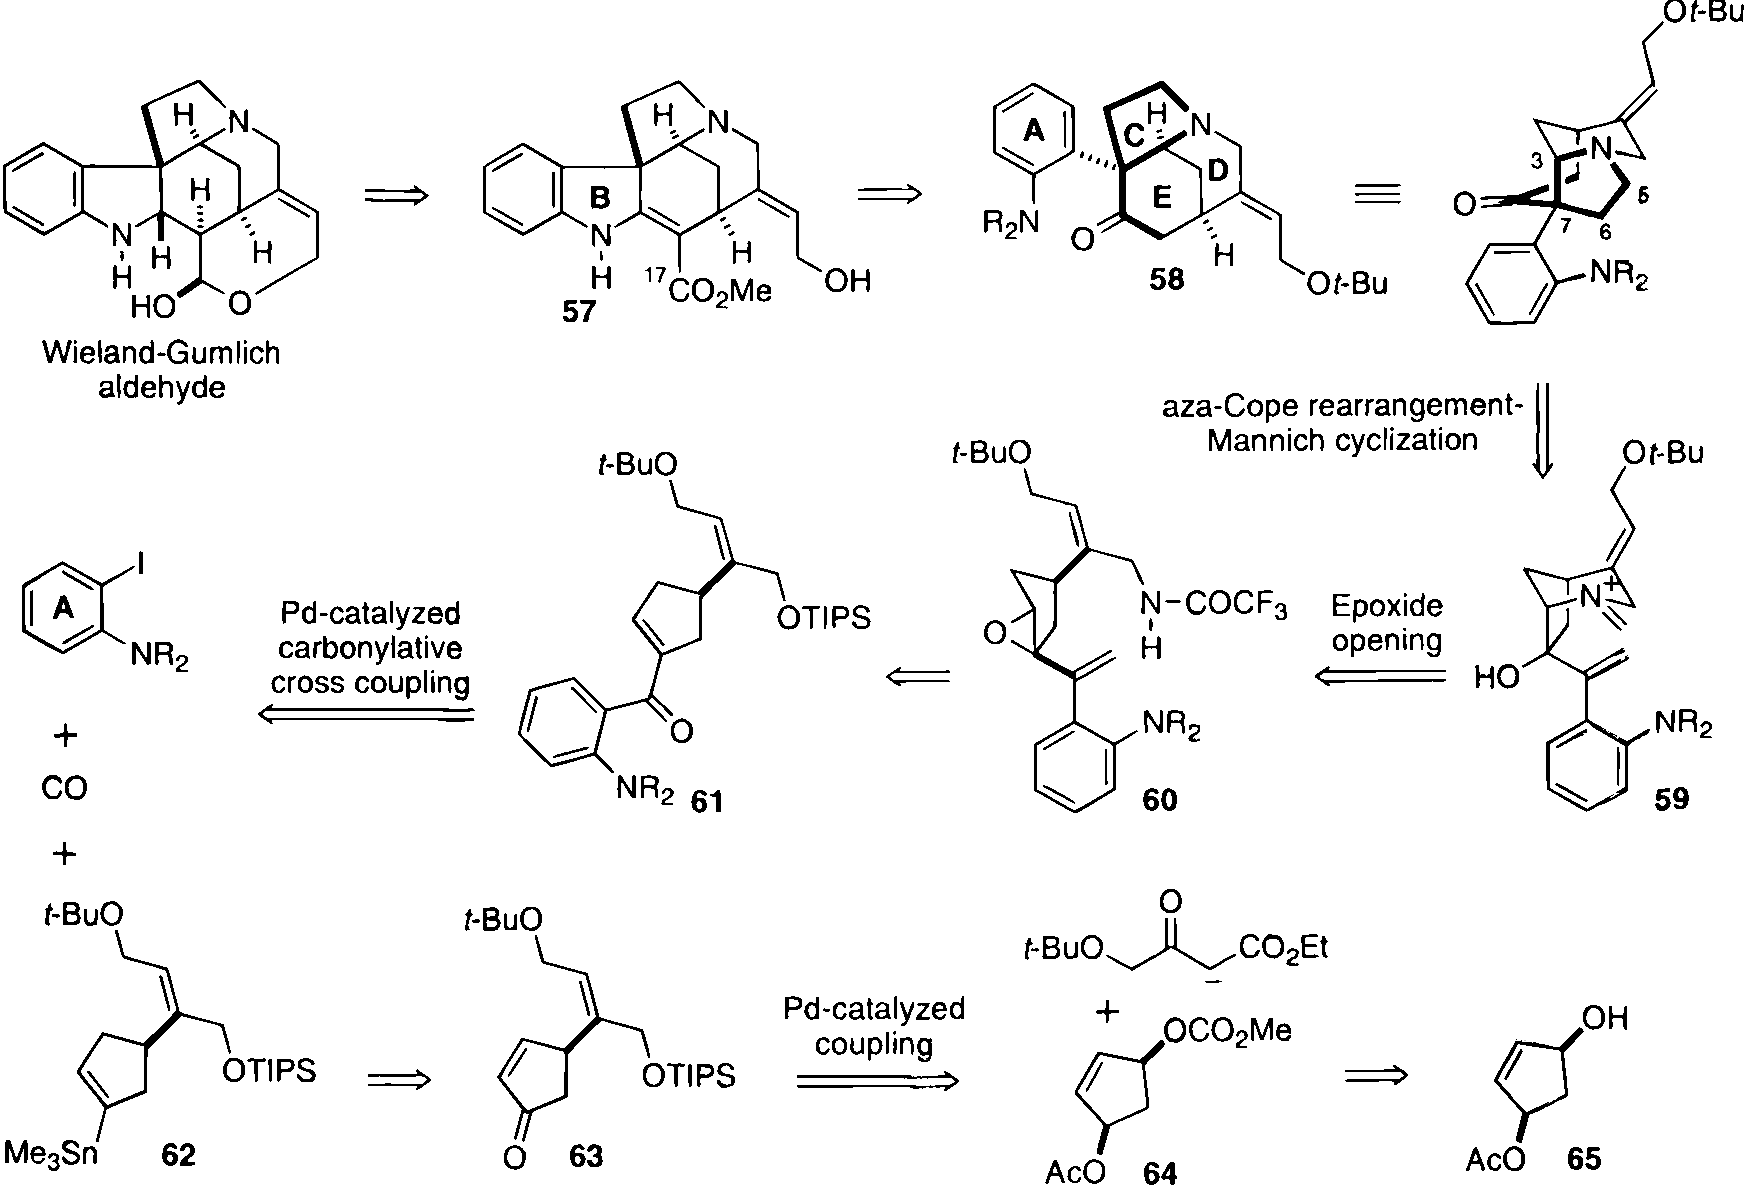 Ot-Bu
H
N
H
N
H
N
A
C
D
E
R₂N
O
H
58
Ot-Bu
3
N
5
6
7
O
NR₂
H
H
H
N
H
HO
O
B
N
H
H
17
CO₂Me
OH
57
Wieland-Gumlich
aldehyde
aza-Cope rearrangement-
Mannich cyclization
t-BuO
t-BuO
Ot-Bu
I
A
NR₂
Pd-catalyzed
carbonylative
cross coupling
OTIPS
O
NR₂
61
O
N
H
COCF₃
NR₂
60
Epoxide
opening
N
+
HO
NR₂
59
+
CO
+
t-BuO
OTIPS
Me₃Sn
62
t-BuO
OTIPS
O
63
Pd-catalyzed
coupling
O
t-BuO
CO₂Et
−
+
OCO₂Me
AcO
64
OH
AcO
65